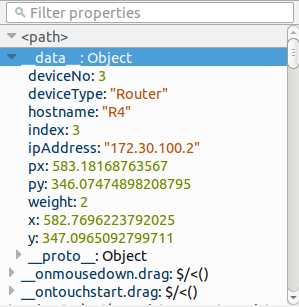 Filter properties
<path>
__data__: Object
deviceNo: 3
deviceType: "Router"
hostname: "R4"
index: 3
ipAddress: "172.30.100.2"
px: 583.18168763567
py: 346.07474898208795
weight: 2
x: 582.7696223792025
y: 347.0965092799711
__proto__: Object
__onmousedown.drag: $/<()
__ontouchstart.drag: $/<()